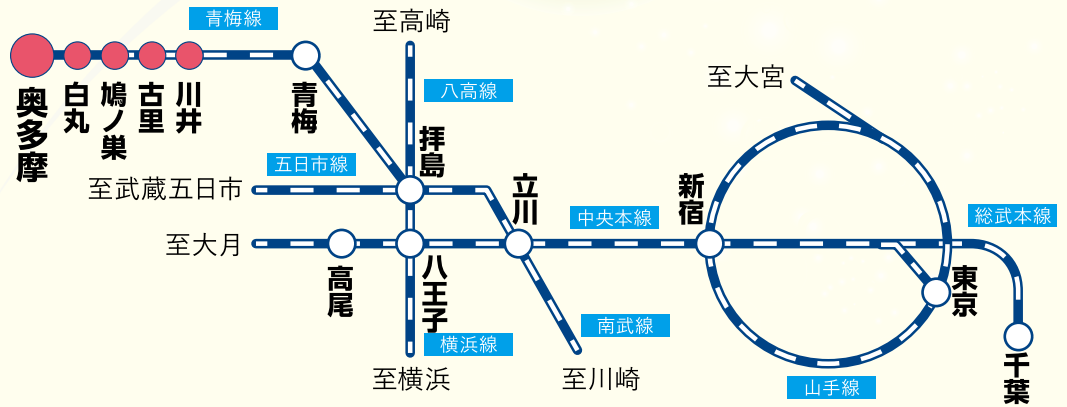 青梅線
至高崎
八高線
至大宮
奥多摩
白丸
鳩ノ巣
古里
川井
青梅
拝島
五日市線
至武蔵五日市
立川
新宿
中央本線
総武本線
至大月
高尾
八王子
東京
横浜線
南武線
千葉
至横浜
至川崎
山手線